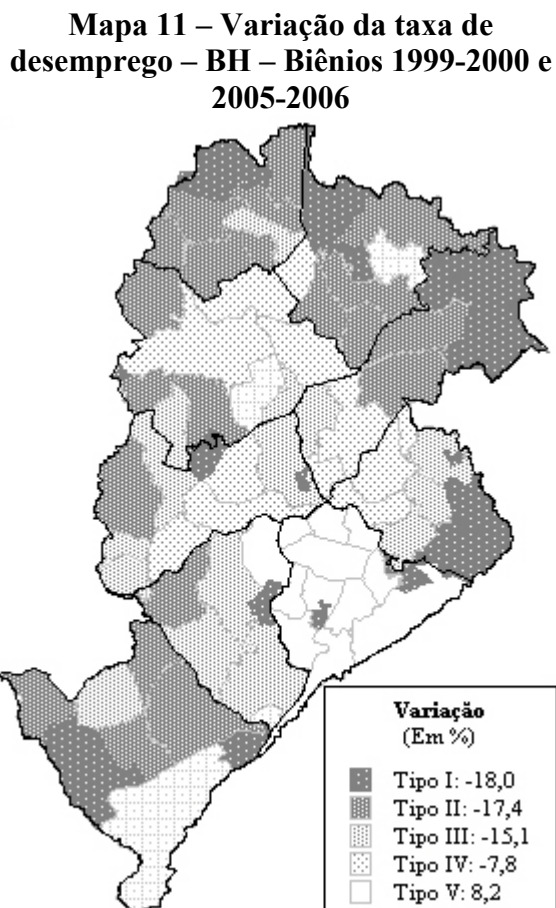 Mapa 11 – Variação da taxa de
desemprego – BH – Biênios 1999-2000 e
2005-2006
Variação
(Em %)
Tipo I: -18,0
Tipo II: -17,4
Tipo III: -15,1
Tipo IV: -7,8
Tipo V: 8,2